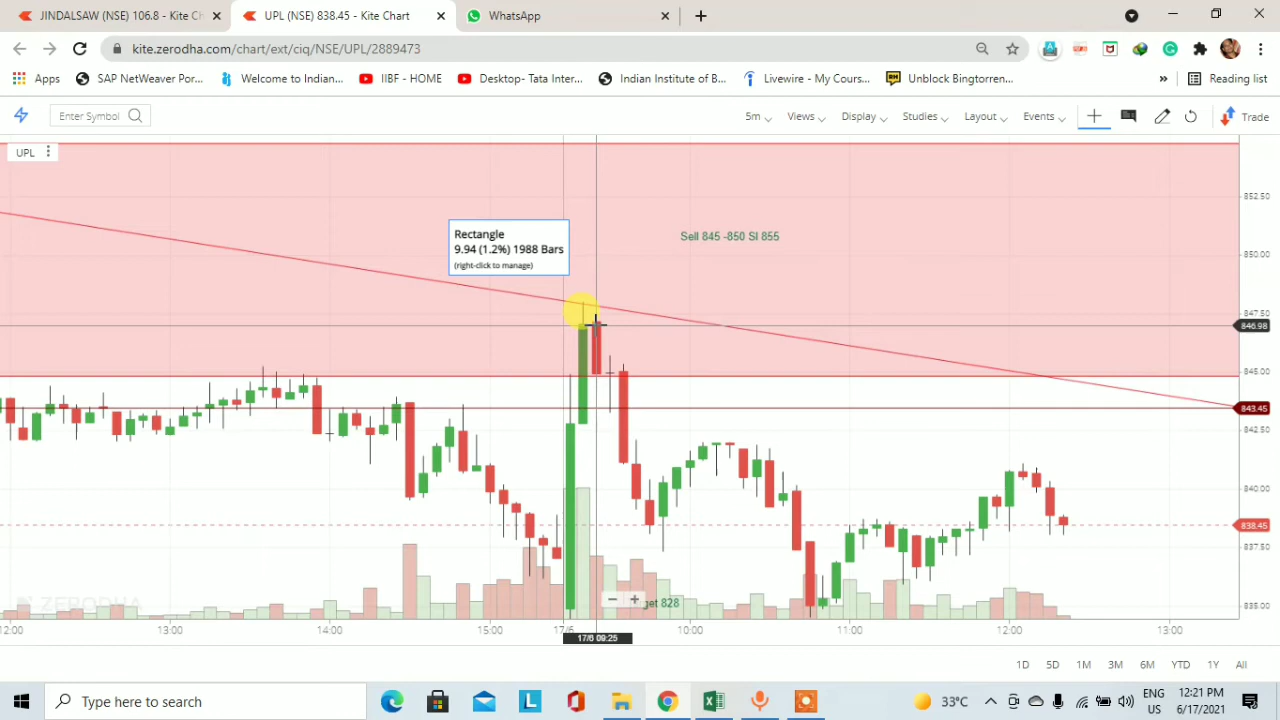 JINDALSAW (NSE) 106.8 - Kite Ch
UPL (NSE) 838.45 - Kite Chart
WhatsApp
kite.zerodha.com/chart/ext/ciq/NSE/UPL/2889473
Apps
SAP NetWeaver Por...
Welcome to Indian...
IIBF - HOME
Desktop- Tata Inter...
Indian Institute of B...
Livewire - My Cours...
Unblock Bingtorren...
»
Reading list
Enter Symbol
5m
Views
Display
Studies
Layout
Events
Trade
UPL
Rectangle
9.94 (1.2%) 1988 Bars
(right-click to manage)
Sell 845 -850 Sl 855
852.50
850.00
847.50
846.98
845.00
843.45
842.50
840.00
838.45
837.50
835.00
ZERODHA
get 828
12:00
13:00
14:00
15:00
17/6
10:00
11:00
12:00
13:00
17/6 09:25
1D
5D
1M
3M
6M
YTD
1Y
All
Type here to search
33°C
ENG
US
12:21 PM
6/17/2021